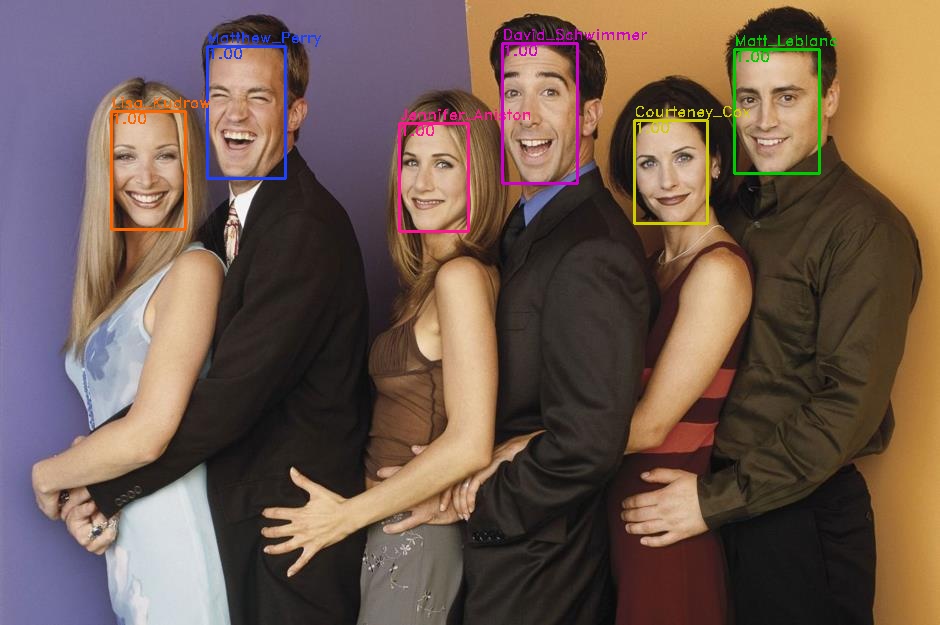 Matthew_Perry
1.00
David_Schwimmer
1.00
Matt_Leblanc
1.00
Lisa_Kudrow
1.00
Jennifer_Aniston
1.00
Courteney_Cox
1.00